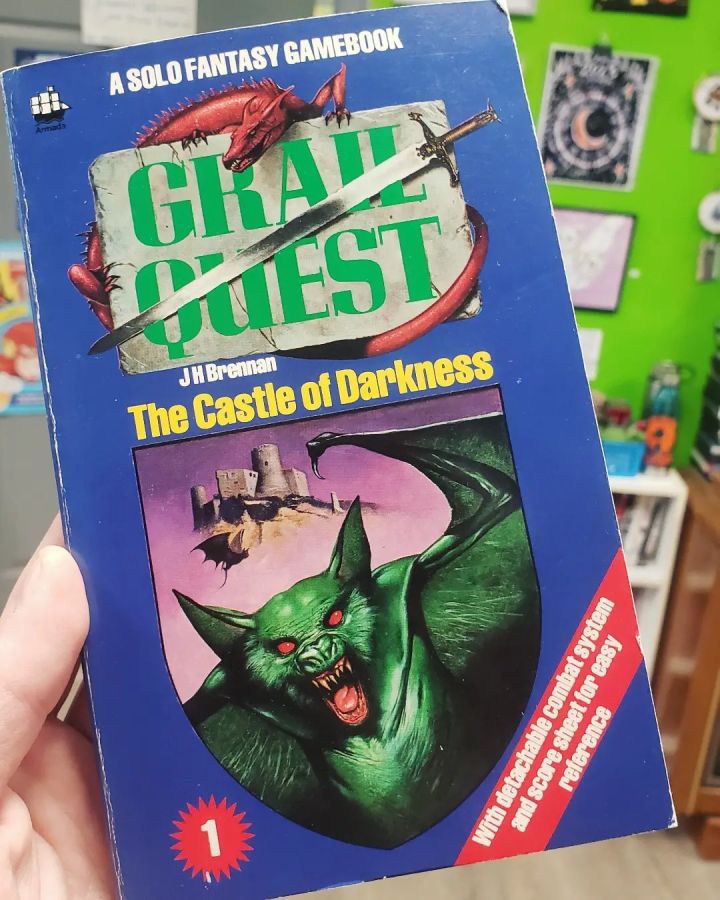 A SOLO FANTASY GAMEBOOK
Armada
GRAIL
QUEST
J H Brennan
The Castle of Darkness
With detachable combat system
and score sheet for easy
reference
1